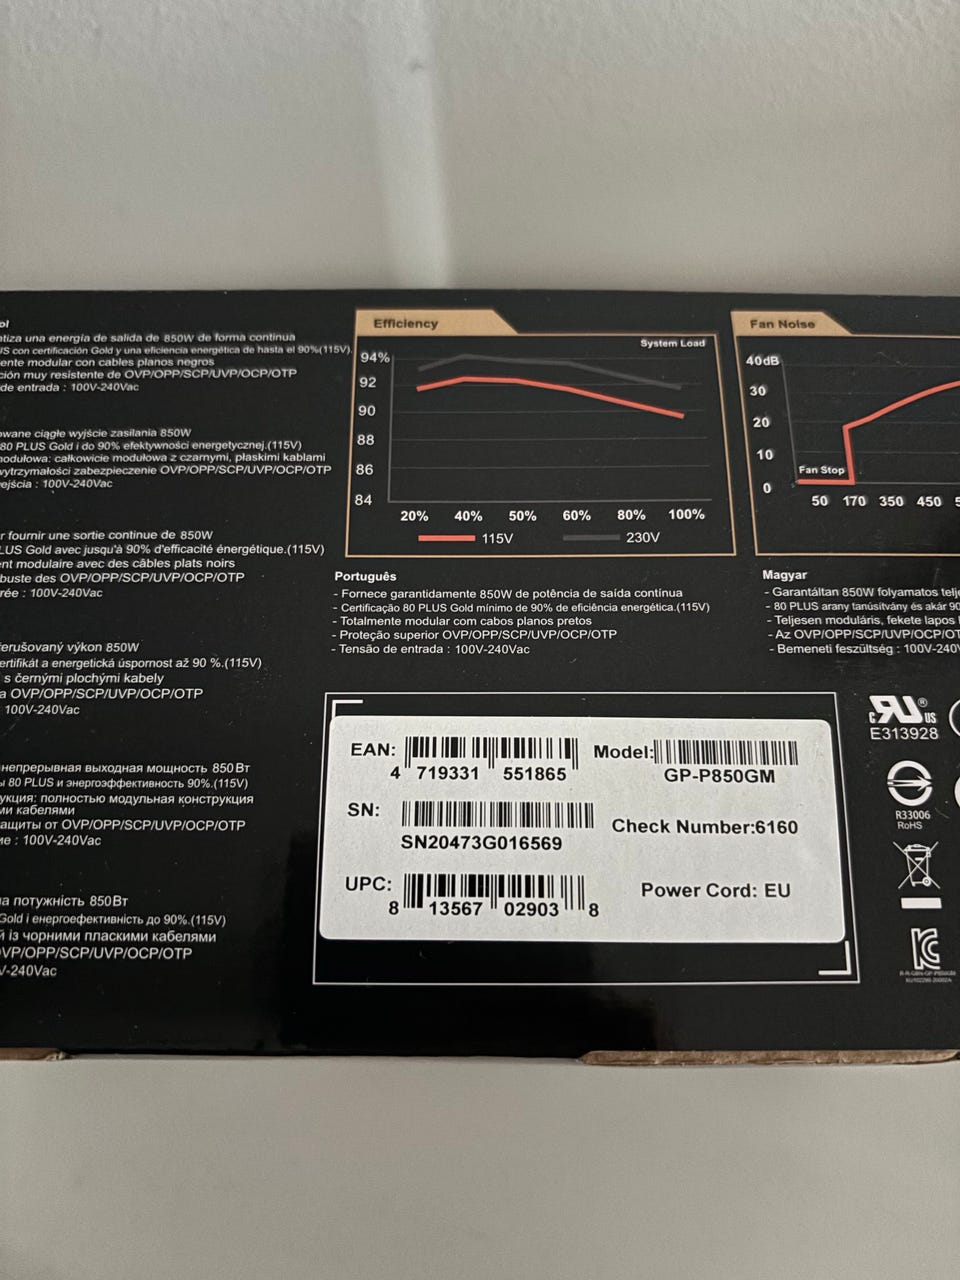 ntiza una energía de salida de 850W de forma continua
con certificación Gold y una eficiencia energética de hasta el 90%(115V)
modular con cables planos negros
muy resistente de OVP/OPP/SCP/UVP/OCP/OTP
de entrada : 100V-240Vac
owane ciągłe wyjście zasilania 850W
80 PLUS Gold i do 90% efektywności energetycznej.(115V)
modułowa: całkowicie modułowa z czarnymi, płaskimi kablami
wytrzymałości zabezpieczenie OVP/OPP/SCP/UVP/OCP/OTP
ejścia : 100V-240Vac
r fournir une sortie continue de 850W
LUS Gold avec jusqu'à 90% d'efficacité énergétique.(115V)
nt modulaire avec des câbles plats noirs
buste des OVP/OPP/SCP/UVP/OCP/OTP
rée : 100V-240Vac
erušovaný výkon 850W
ertifikát a energetická úspornost až 90 %.(115V)
s černými plochými kabely
a OVP/OPP/SCP/UVP/OCP/OTP
100V-240Vac
непрерывная выходная мощность 850Вт
ы 80 PLUS и энергоэффективность 90%.(115V)
укция: полностью модульная конструкция
ми кабелями
ащиты от OVP/OPP/SCP/UVP/OCP/OTP
ие : 100V-240Vac
а потужність 850Вт
Gold і енергоефективність до 90%.(115V)
й із чорними пласкими кабелями
OVP/OPP/SCP/UVP/OCP/OTP
V-240Vac
Efficiency
System Load
94%
92
90
88
86
84
20% 40% 50% 60% 80% 100%
115V 230V
Fan Noise
40dB
30
20
10
0
Fan Stop
50 170 350 450
Português
- Fornece garantidamente 850W de potência de saída contínua
- Certificação 80 PLUS Gold mínimo de 90% de eficiência energética.(115V)
- Totalmente modular com cabos planos pretos
- Proteção superior OVP/OPP/SCP/UVP/OCP/OTP
- Tensão de entrada : 100V-240Vac
Magyar
- Garantáltan 850W folyamatos telje
- 80 PLUS arany tanúsítvány és akár 90
- Teljesen moduláris, fekete lapos
- Az OVP/OPP/SCP/UVP/OCP/OT
- Bemeneti feszültség : 100V-240V
EAN:
4 719331 551865
Model:
GP-P850GM
SN:
SN20473G016569
Check Number:6160
UPC:
8 13567 02903 8
Power Cord: EU
c RU ® US
E313928
R33006
RoHS